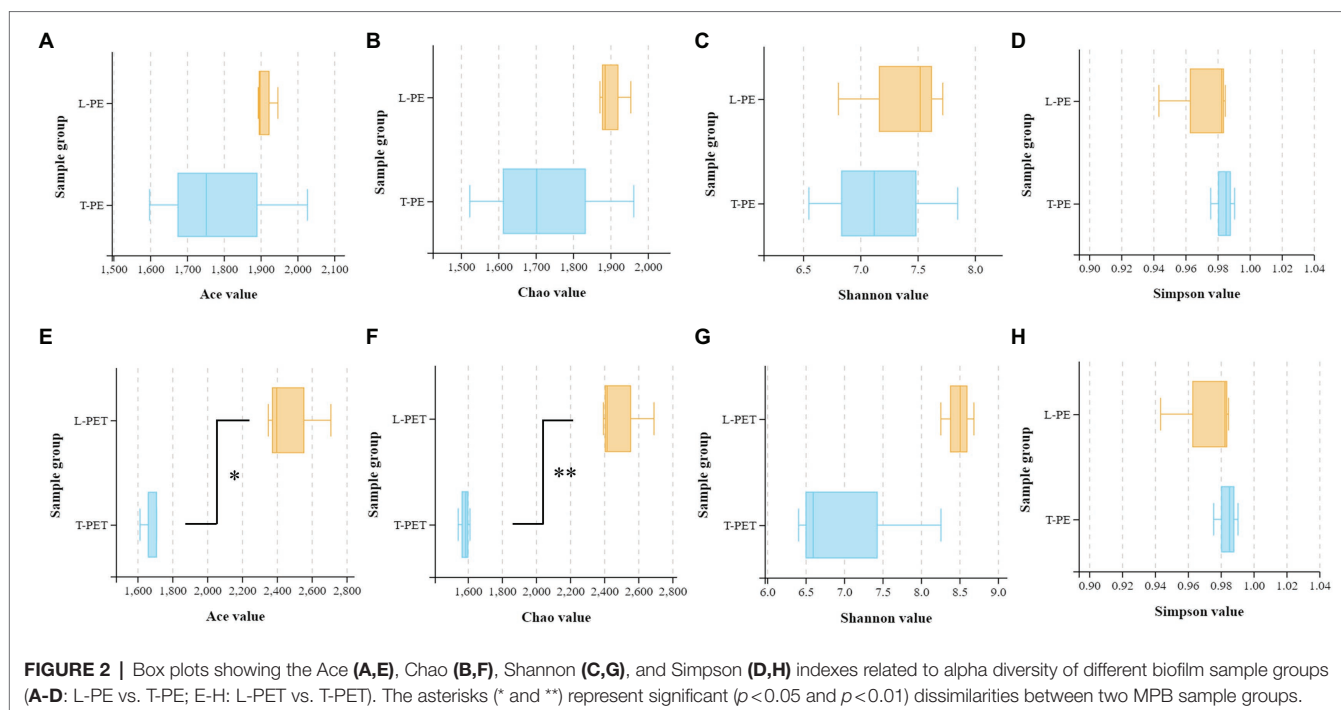 A
L-PE
T-PE
Sample group
1,500 1,600 1,700 1,800 1,900 2,000 2,100
Ace value
B
L-PE
T-PE
Sample group
1,500 1,600 1,700 1,800 1,900 2,000
Chao value
C
L-PE
T-PE
Sample group
6.5 7.0 7.5 8.0
Shannon value
D
L-PE
T-PE
Sample group
0.90 0.92 0.94 0.96 0.98 1.00 1.02 1.04
Simpson value
E
L-PET
T-PET
Sample group
*
1,600 1,800 2,000 2,200 2,400 2,600 2,800
Ace value
F
L-PET
T-PET
Sample group
**
1,600 1,800 2,000 2,200 2,400 2,600 2,800
Chao value
G
L-PET
T-PET
Sample group
6.0 6.5 7.0 7.5 8.0 8.5 9.0
Shannon value
H
L-PE
T-PE
Sample group
0.90 0.92 0.94 0.96 0.98 1.00 1.02 1.04
Simpson value
FIGURE 2 | Box plots showing the Ace (A,E), Chao (B,F), Shannon (C,G), and Simpson (D,H) indexes related to alpha diversity of different biofilm sample groups
(A-D: L-PE vs. T-PE; E-H: L-PET vs. T-PET). The asterisks (* and **) represent significant (p<0.05 and p<0.01) dissimilarities between two MPB sample groups.